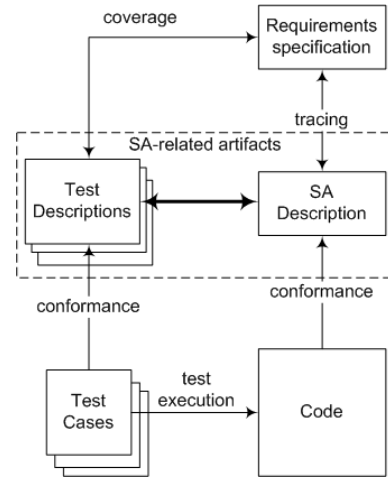 coverage
Requirements
specification
tracing
SA-related artifacts
Test
Descriptions
SA
Description
conformance
conformance
Test
Cases
test
execution
Code